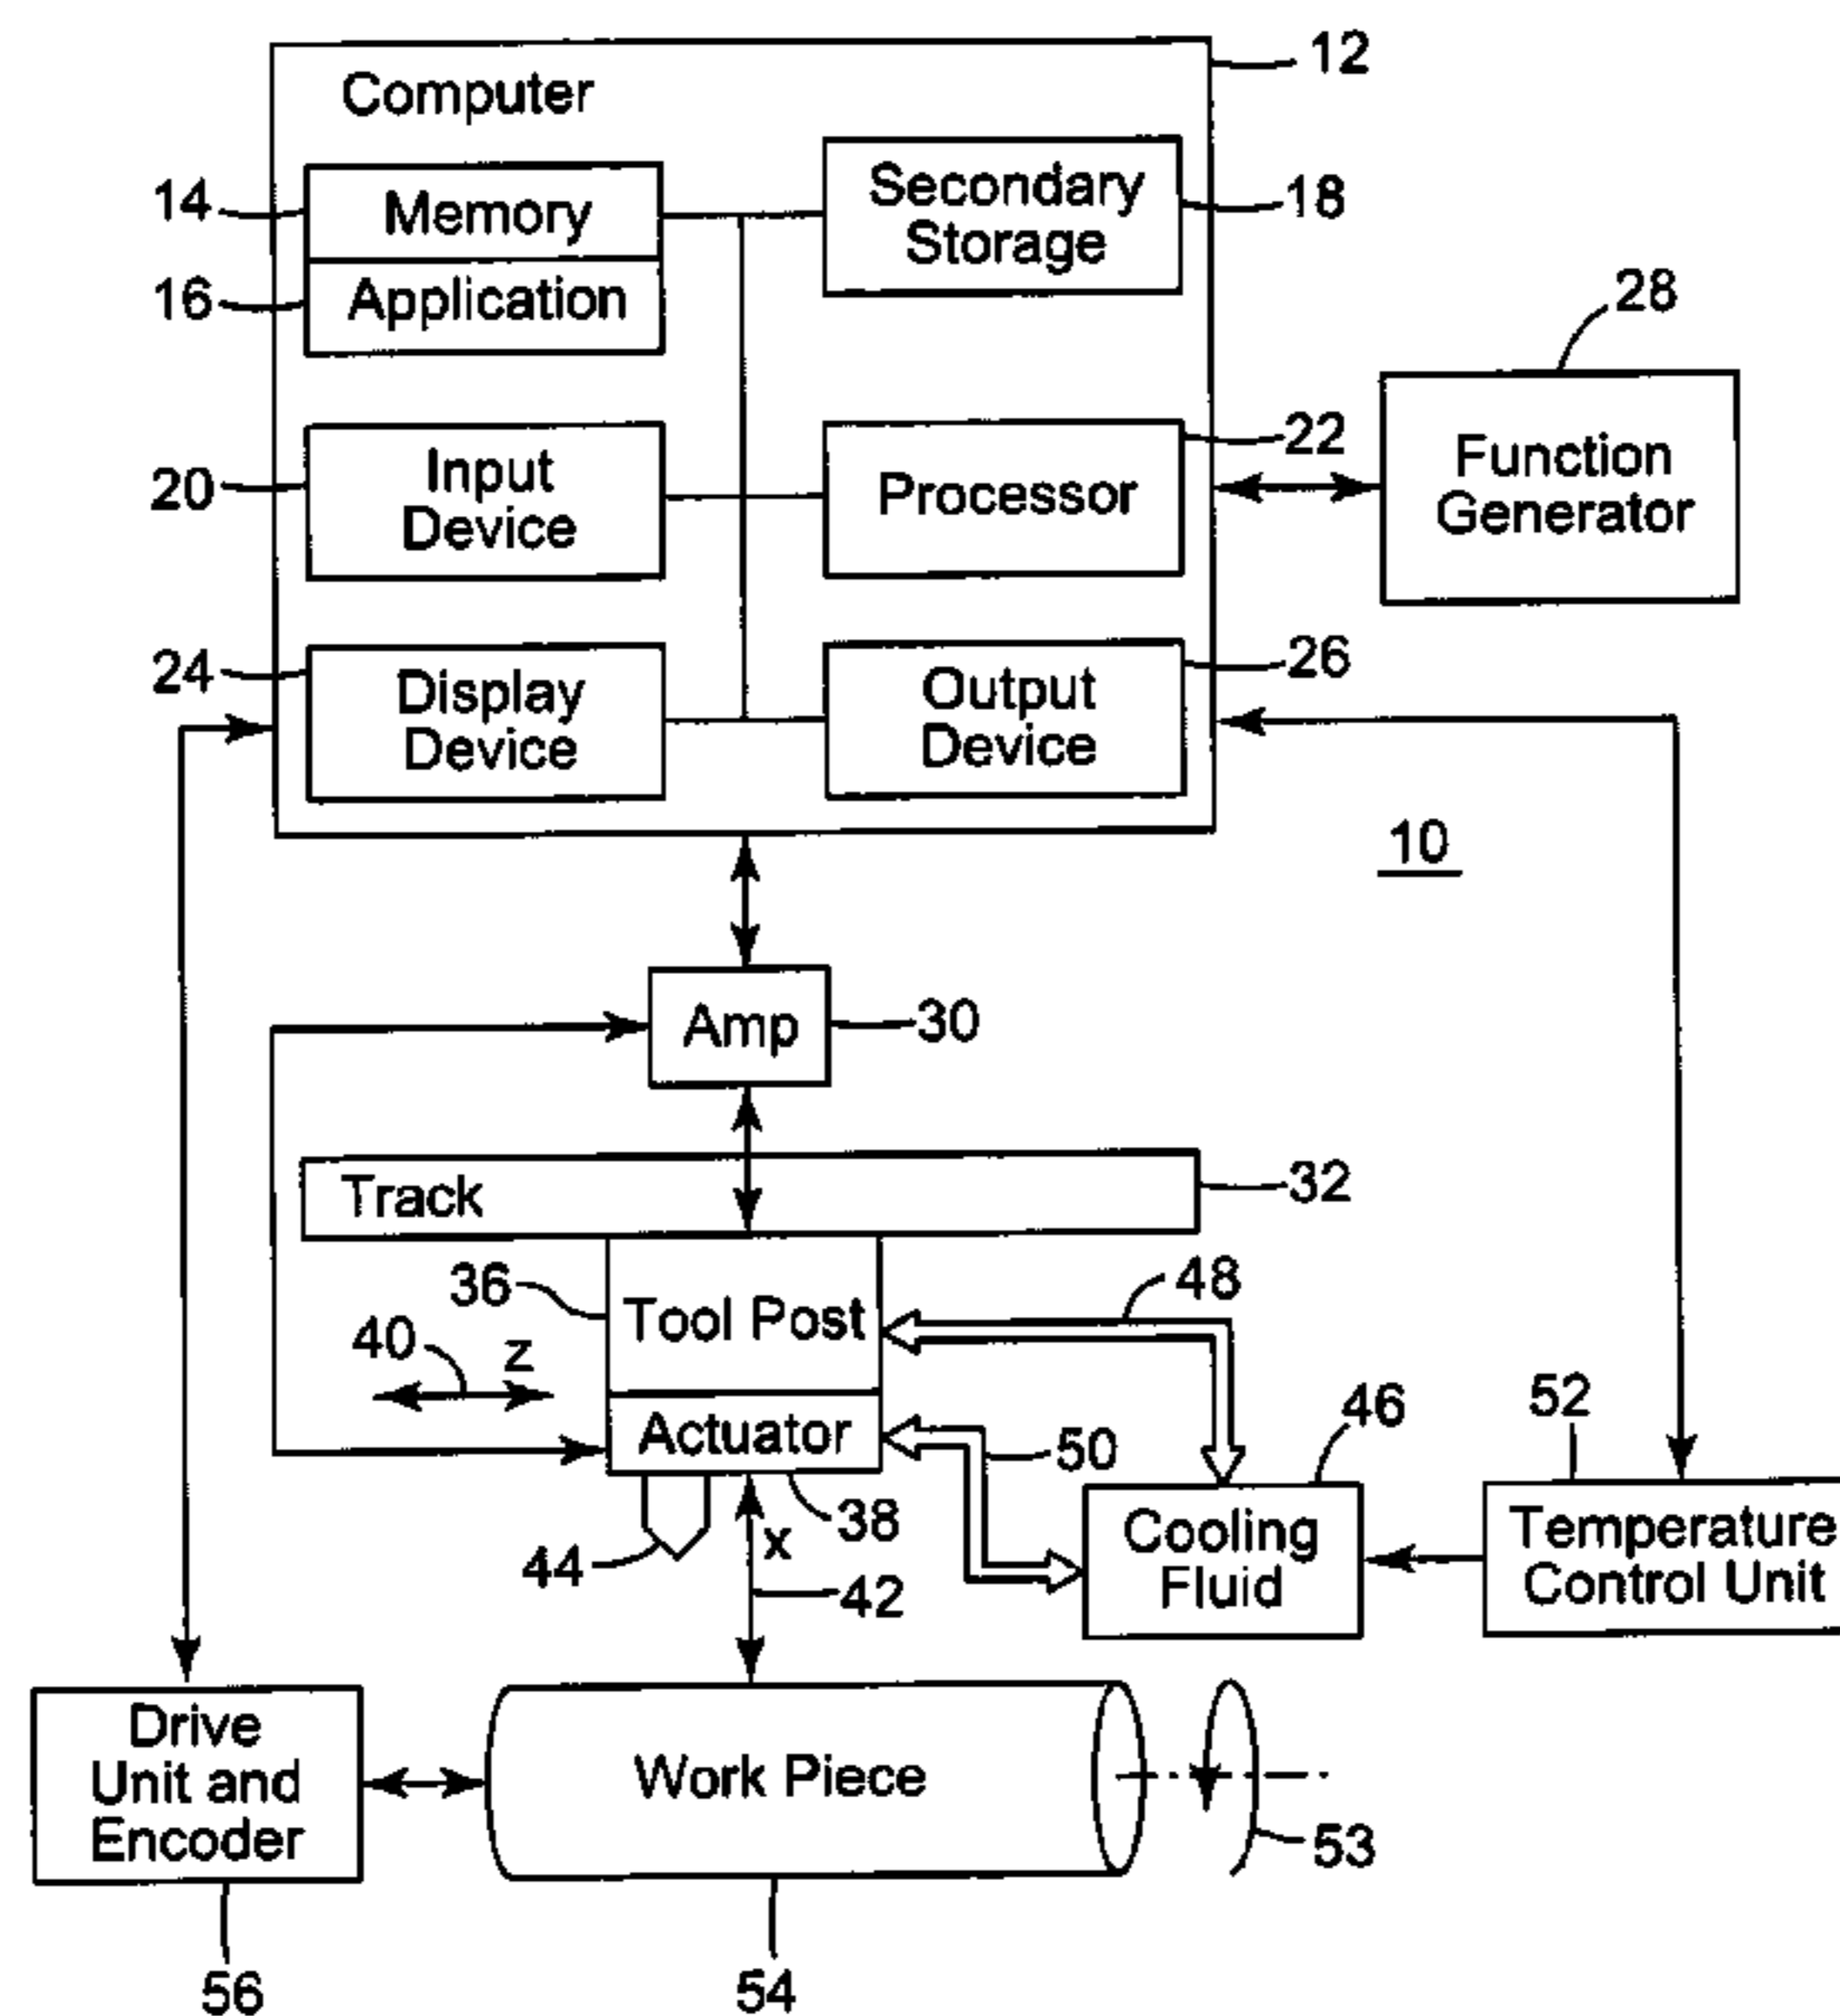 12
Computer
14
Memory
Secondary
Storage
18
16
Application
28
20
Input
Device
Processor
22
Function
Generator
24
Display
Device
Output
Device
26
10
Amp
30
Track
32
36
Tool Post
48
40
z
Actuator
50
46
52
44
38
x
42
Cooling
Fluid
Temperature
Control Unit
Drive
Unit and
Encoder
Work Piece
53
56
54